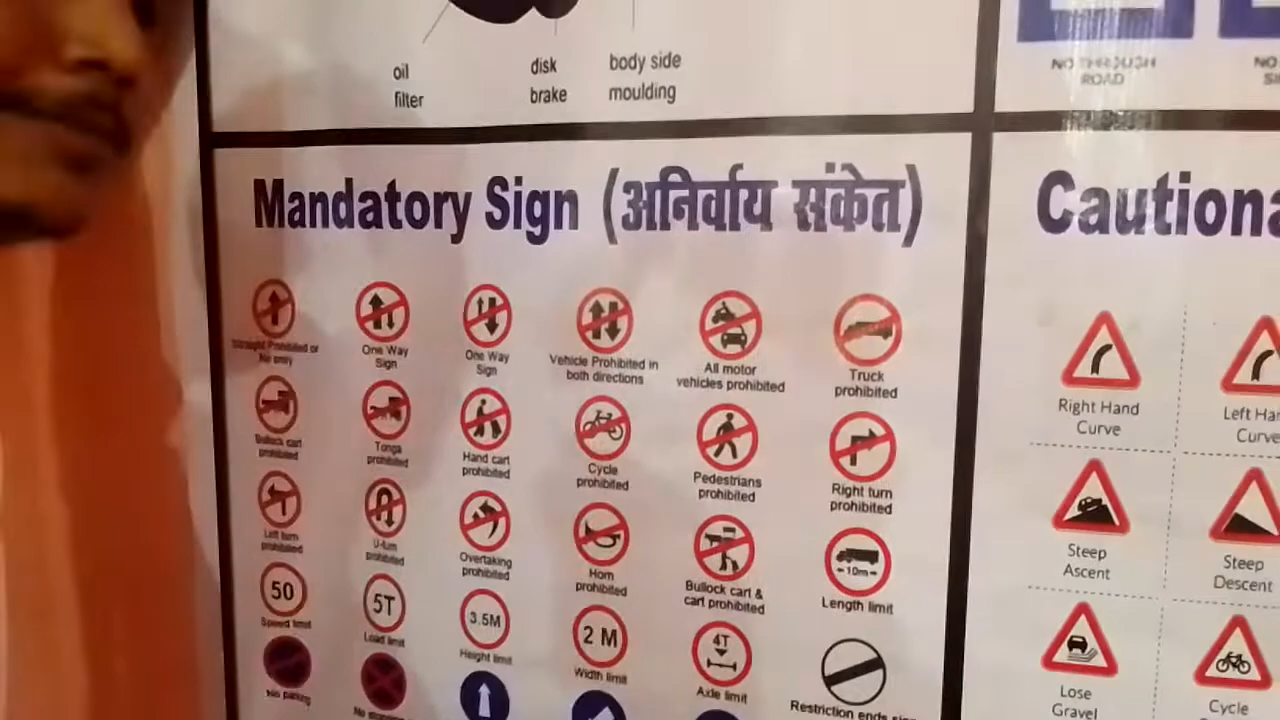 oil
filter
disk
brake
body side
moulding
NO THROUGH
ROAD
NO
Mandatory Sign (अनिर्वाय संकेत)
Straight Prohibited or
No entry
One Way
Sign
One Way
Sign
Vehicle Prohibited in
both directions
All motor
vehicles prohibited
Truck
prohibited
Bullock cart
prohibited
Tonga
prohibited
Hand cart
prohibited
Cycle
prohibited
Pedestrians
prohibited
Right turn
prohibited
Left turn
prohibited
U-turn
prohibited
Overtaking
prohibited
Horn
prohibited
Bullock cart &
cart prohibited
10m
Length limit
50
Speed limit
5T
Load limit
3.5M
Height limit
2 M
Width limit
4T
Axle limit
Restriction ends
No parking
Cautiona
Right Hand
Curve
Left Han
Curve
Steep
Ascent
Steep
Descent
Lose
Gravel
Cycle